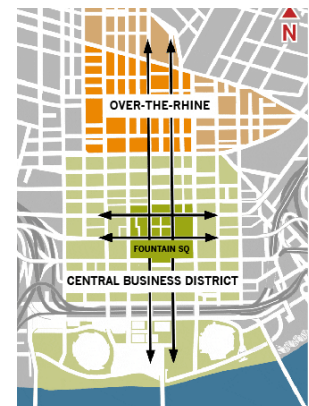 N
OVER-THE-RHINE
FOUNTAIN SQ
CENTRAL BUSINESS DISTRICT